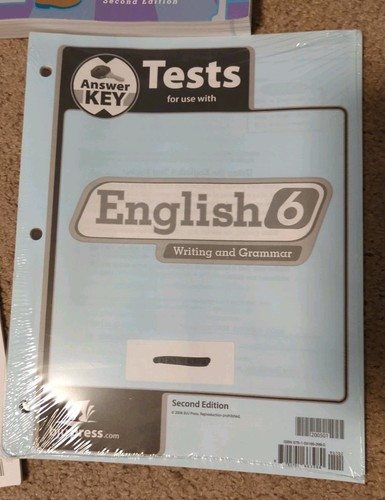 Second Edition
Answer
KEY
Tests
for use with
English 6
Writing and Grammar
Second Edition
Press.com